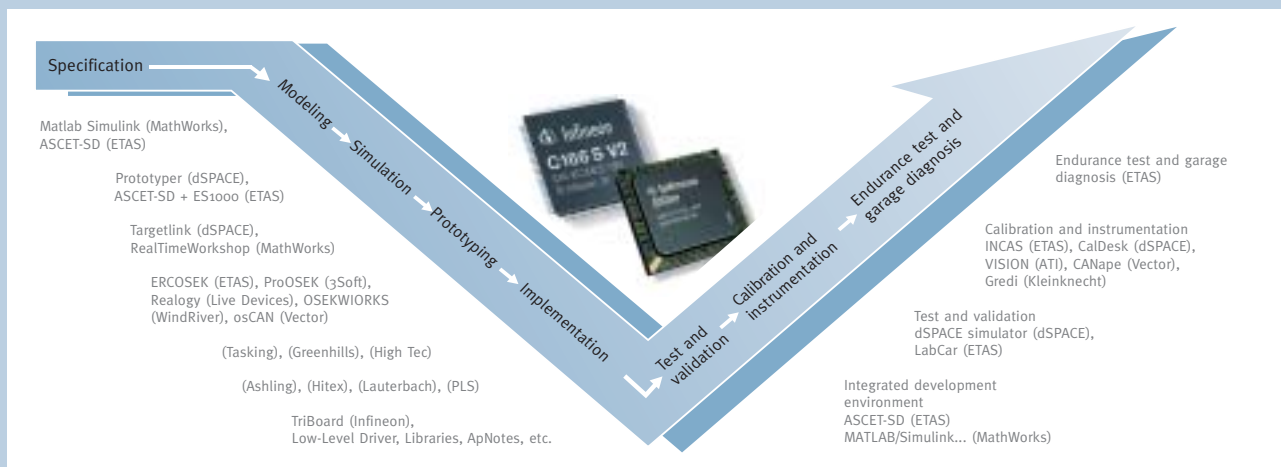 Specification
Modeling
Simulation
Prototyping
Implementation
Test and
validation
Calibration and
instrumentation
Endurance test and
garage diagnosis
Matlab Simulink (MathWorks),
ASCET-SD (ETAS)
Prototyper (dSPACE),
ASCET-SD + ES1000 (ETAS)
Targetlink (dSPACE),
RealTimeWorkshop (MathWorks)
ERCOSEK (ETAS), ProOSEK (3Soft),
Realogy (Live Devices), OSEKWIORKS
(WindRiver), osCAN (Vector)
(Tasking), (Greenhills), (High Tec)
(Ashling), (Hitex), (Lauterbach), (PLS)
TriBoard (Infineon),
Low-Level Driver, Libraries, ApNotes, etc.
Infineon
C166 S V2
Infineon
Endurance test and garage
diagnosis (ETAS)
Calibration and instrumentation
INCAS (ETAS), CalDesk (dSPACE),
VISION (ATI), CANape (Vector),
Gredi (Kleinknecht)
Test and validation
dSPACE simulator (dSPACE),
LabCar (ETAS)
Integrated development
environment
ASCET-SD (ETAS)
MATLAB/Simulink... (MathWorks)